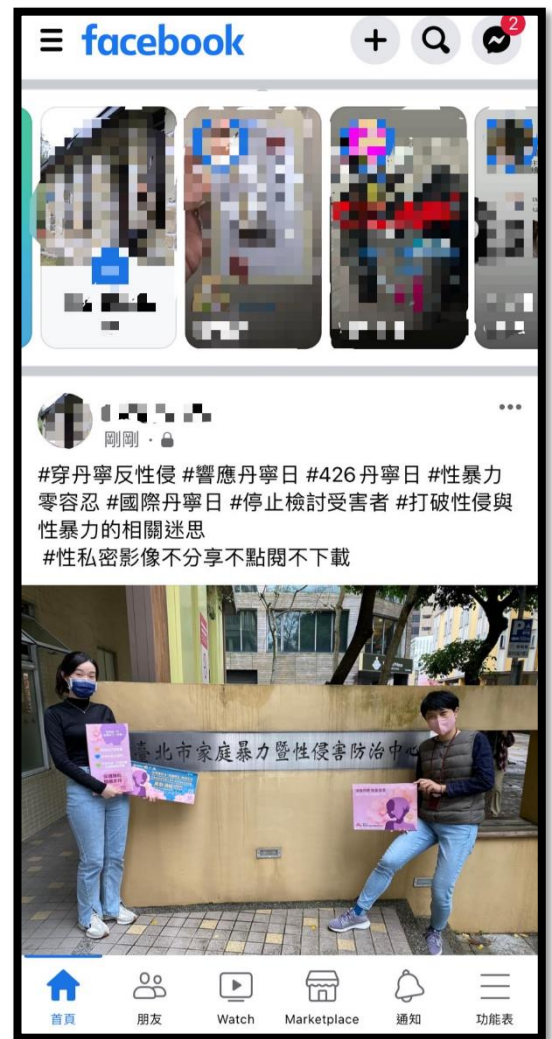 facebook
2
剛剛
#穿丹寧反性侵 #響應丹寧日 #426丹寧日 #性暴力
零容忍 #國際丹寧日 #停止檢討受害者 #打破性侵與
性暴力的相關迷思
#性私密影像不分享不點閱不下載
臺北市家庭暴力暨性侵害防治中心
首頁
朋友
Watch
Marketplace
通知
功能表